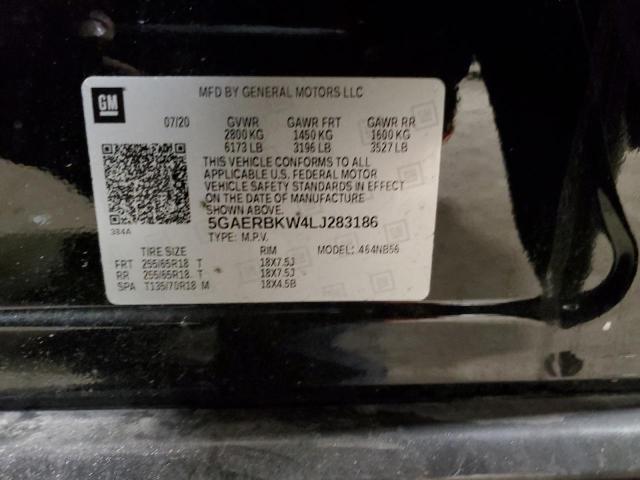 GM
MFD BY GENERAL MOTORS LLC
07/20 GVWR GAWR FRT GAWR RR
2800 KG 1450 KG 1600 KG
6173 LB 3196 LB 3527 LB
THIS VEHICLE CONFORMS TO ALL
APPLICABLE U.S. FEDERAL MOTOR
VEHICLE SAFETY STANDARDS IN EFFECT
ON THE DATE OF MANUFACTURE
SHOWN ABOVE.
384A
5GAERBKW4LJ283186
TYPE: M.P.V. MODEL: 464NB56
TIRE SIZE RIM
FRT 255/65R18 T 18X7.5J
RR 255/65R18 T 18X7.5J
SPA T135/70R18 M 18X4.5B